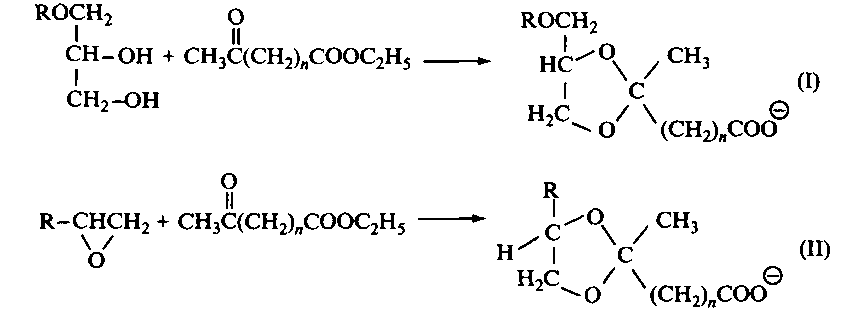 ROCH₂
CH–OH + CH₃C(=O)(CH₂)ₙCOOC₂H₅ ⟶ ROCH₂ HC O C CH₃ (I)
CH₂–OH
H₂C O (CH₂)ₙCOO⊖
R–CHCH₂ + CH₃C(=O)(CH₂)ₙCOOC₂H₅ ⟶ R H C O C CH₃ (II)
O
H₂C O (CH₂)ₙCOO⊖